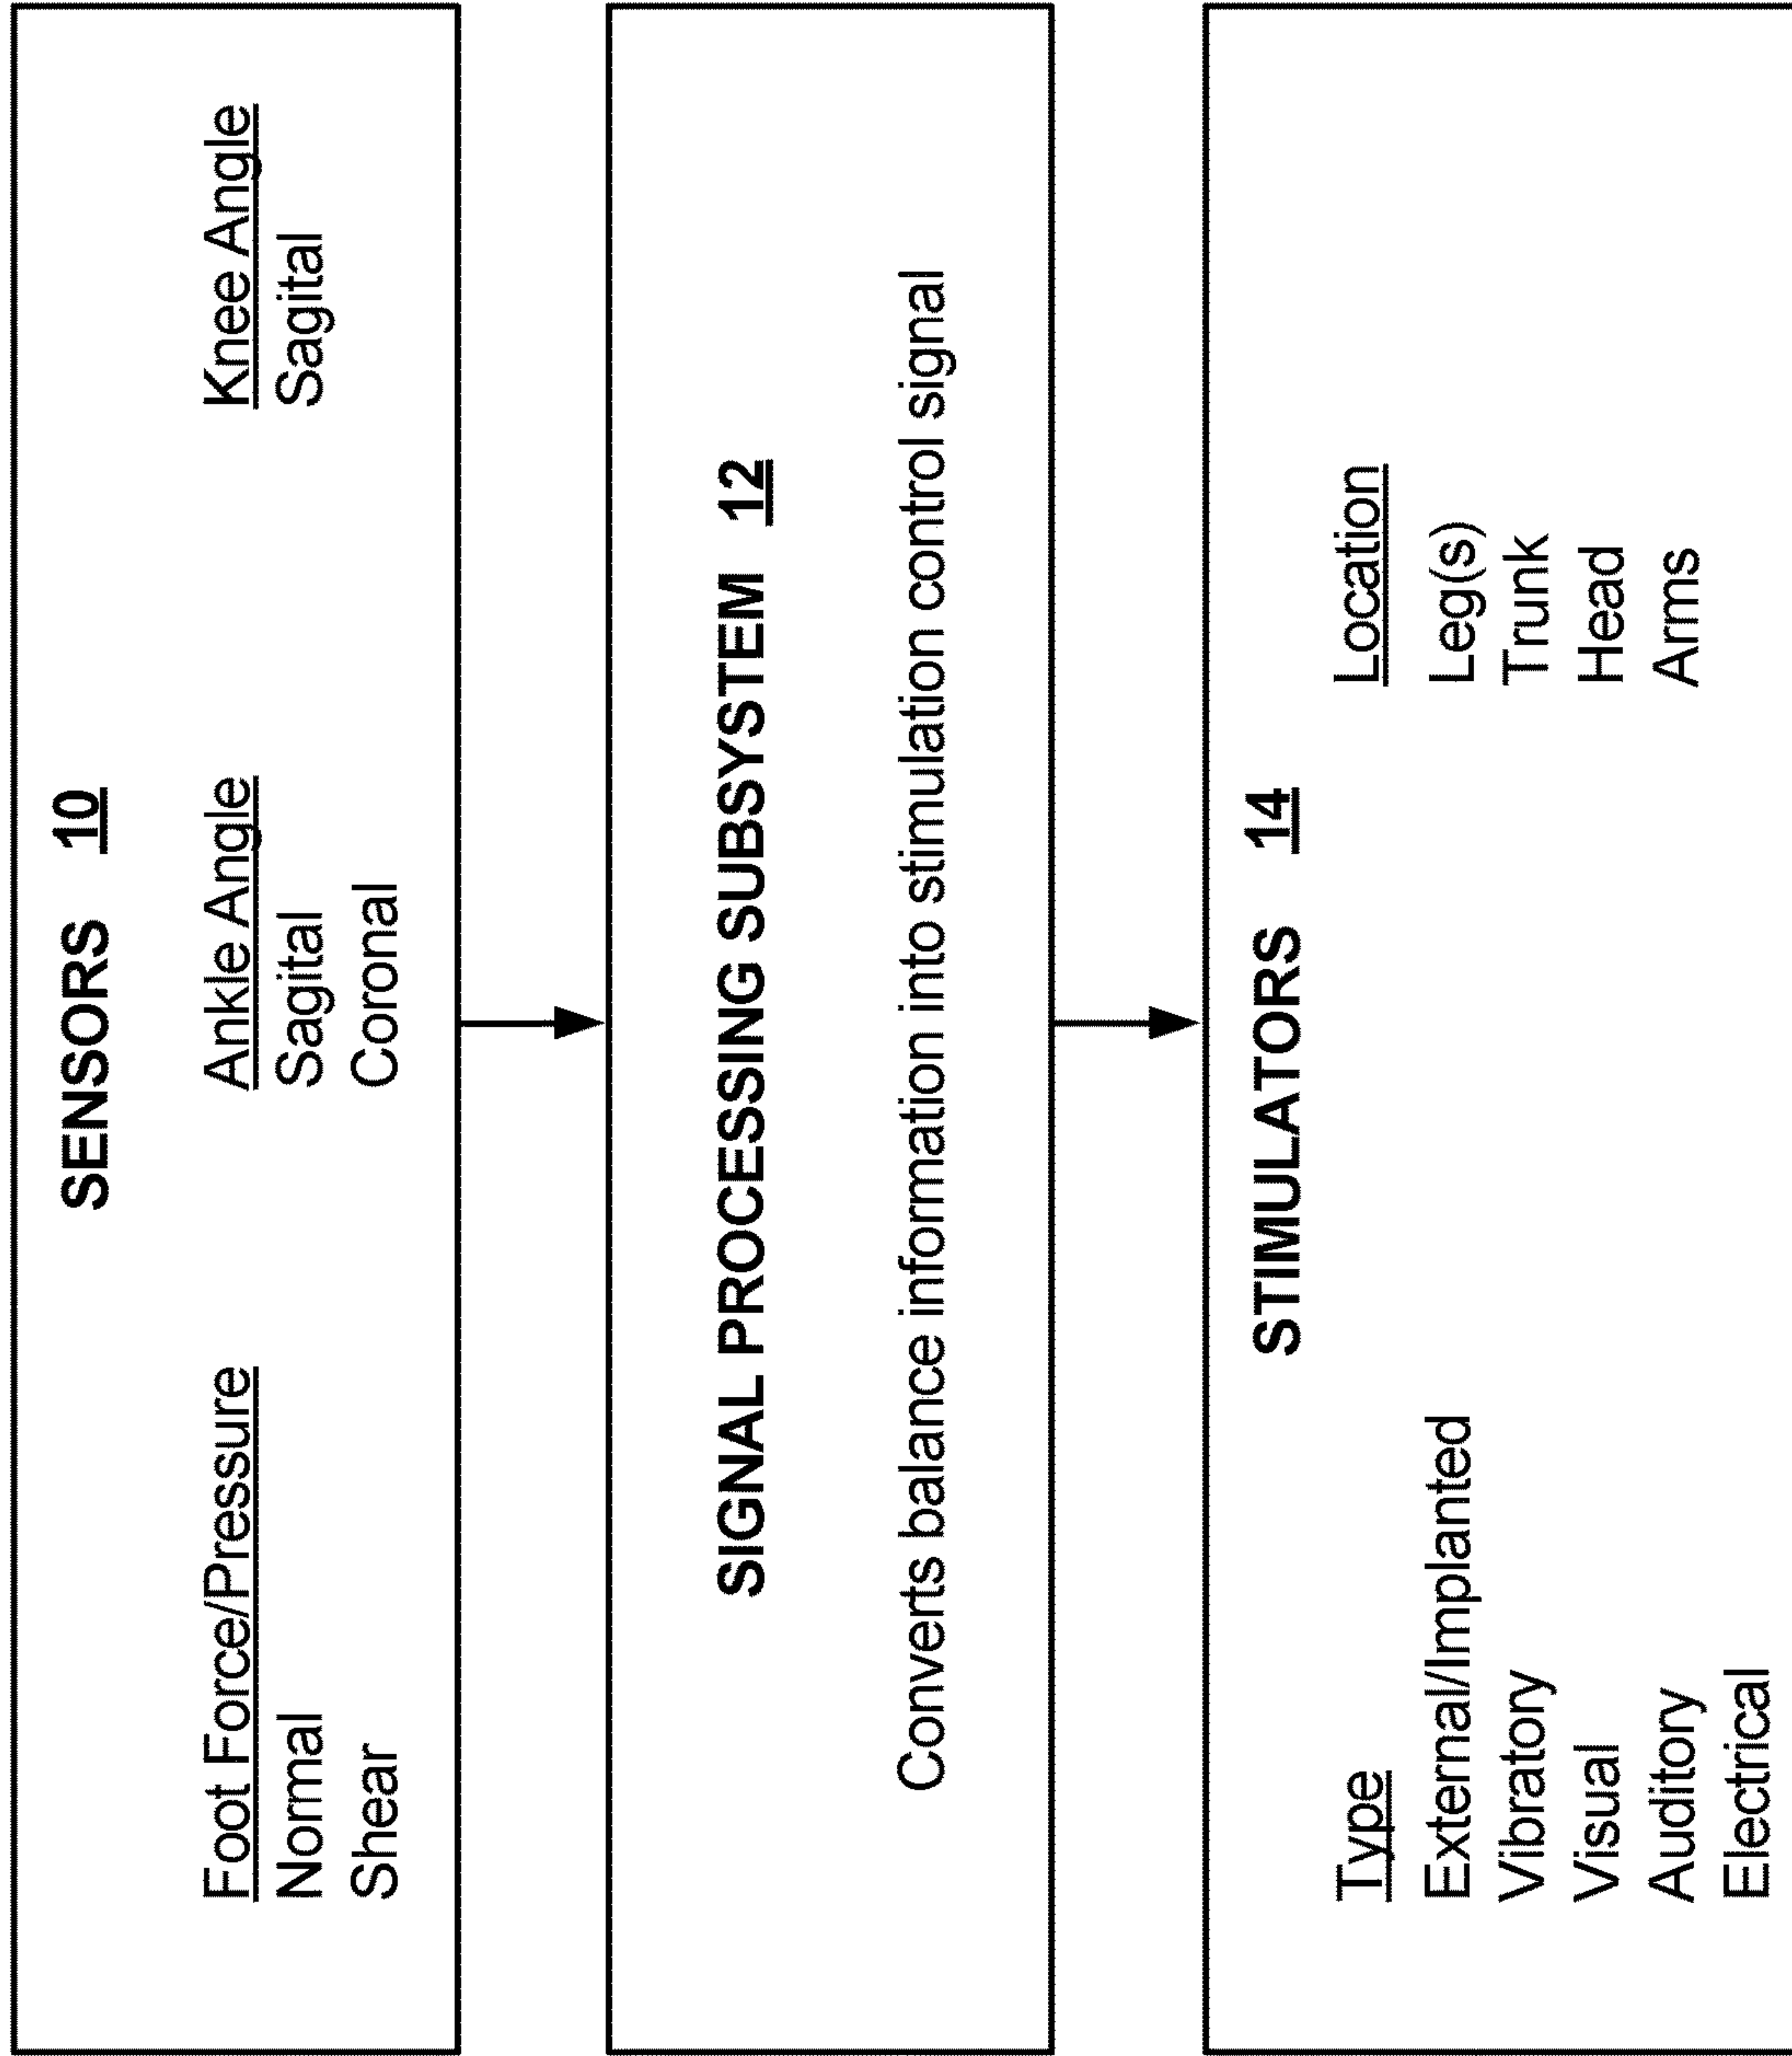 SENSORS 10
Foot Force/Pressure
Normal
Shear
Ankle Angle
Sagital
Coronal
Knee Angle
Sagital
SIGNAL PROCESSING SUBSYSTEM 12
Converts balance information into stimulation control signal
STIMULATORS 14
Type
External/Implanted
Vibratory
Visual
Auditory
Electrical
Location
Leg(s)
Trunk
Head
Arms